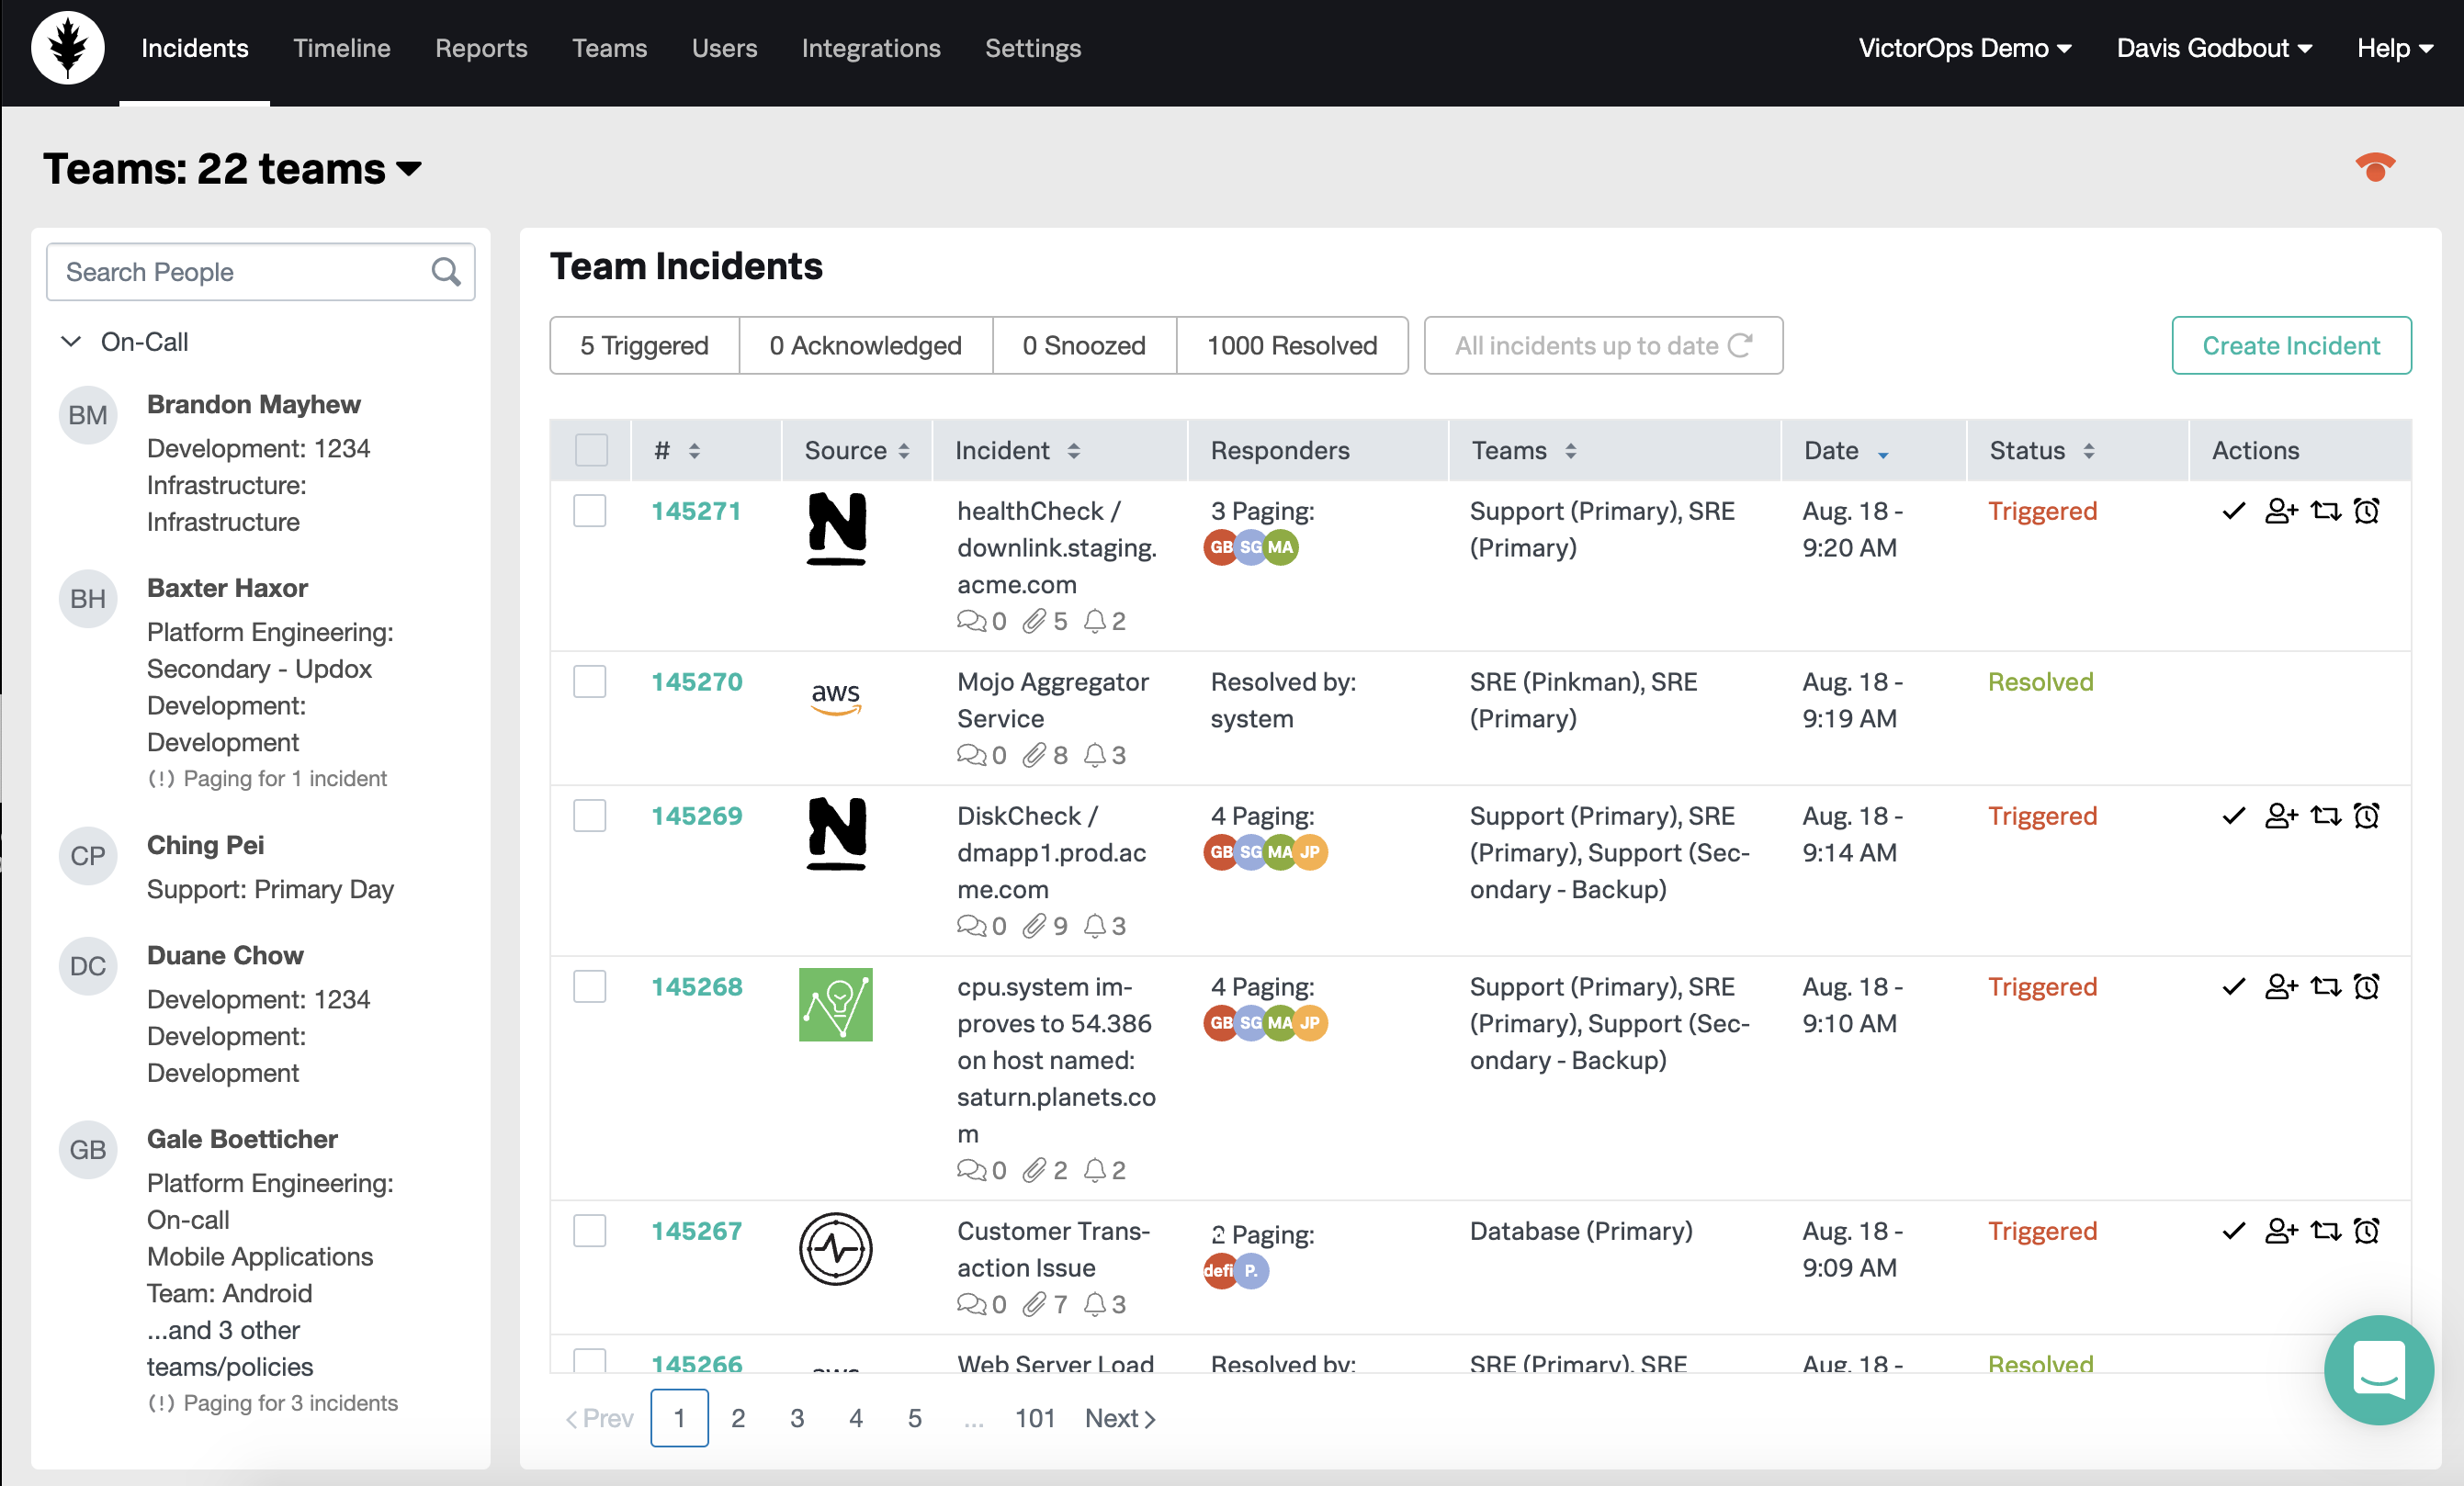 Incidents Timeline Reports Teams Users Integrations Settings VictorOps Demo Davis Godbout Help
Teams: 22 teams
Search People
On-Call
BM Brandon Mayhew
Development: 1234
Infrastructure:
Infrastructure
BH Baxter Haxor
Platform Engineering:
Secondary - Updox
Development:
Development
(!) Paging for 1 incident
CP Ching Pei
Support: Primary Day
DC Duane Chow
Development: 1234
Development:
Development
GB Gale Boetticher
Platform Engineering:
On-call
Mobile Applications
Team: Android
...and 3 other
teams/policies
(!) Paging for 3 incidents
Team Incidents
5 Triggered 0 Acknowledged 0 Snoozed 1000 Resolved All incidents up to date Create Incident
# Source Incident Responders Teams Date Status Actions
145271 N healthCheck / 3 Paging: Support (Primary), SRE Aug. 18 - Triggered
downlink.staging. GB SG MA (Primary) 9:20 AM
acme.com
0 5 2
145270 aws Mojo Aggregator Resolved by: SRE (Pinkman), SRE Aug. 18 - Resolved
Service system (Primary) 9:19 AM
0 8 3
145269 N DiskCheck / 4 Paging: Support (Primary), SRE Aug. 18 - Triggered
dmapp1.prod.ac GB SG MA JP (Primary), Support (Sec- 9:14 AM
me.com ondary - Backup)
0 9 3
145268 cpu.system im- 4 Paging: Support (Primary), SRE Aug. 18 - Triggered
proves to 54.386 GB SG MA JP (Primary), Support (Sec- 9:10 AM
on host named: ondary - Backup)
saturn.planets.co
m
0 2 2
145267 Customer Trans- 2 Paging: Database (Primary) Aug. 18 - Triggered
action Issue defi P. 9:09 AM
0 7 3
145266 aws Web Server Load Resolved by: SRE (Primary), SRE Aug. 18 - Resolved
Prev 1 2 3 4 5 ... 101 Next